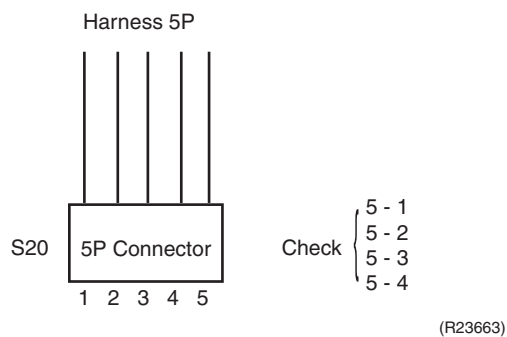 Harness 5P
S20
5P Connector
1 2 3 4 5
Check
5 - 1
5 - 2
5 - 3
5 - 4
(R23663)